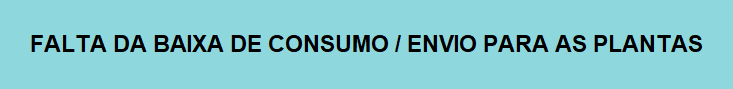 FALTA DA BAIXA DE CONSUMO / ENVIO PARA AS PLANTAS